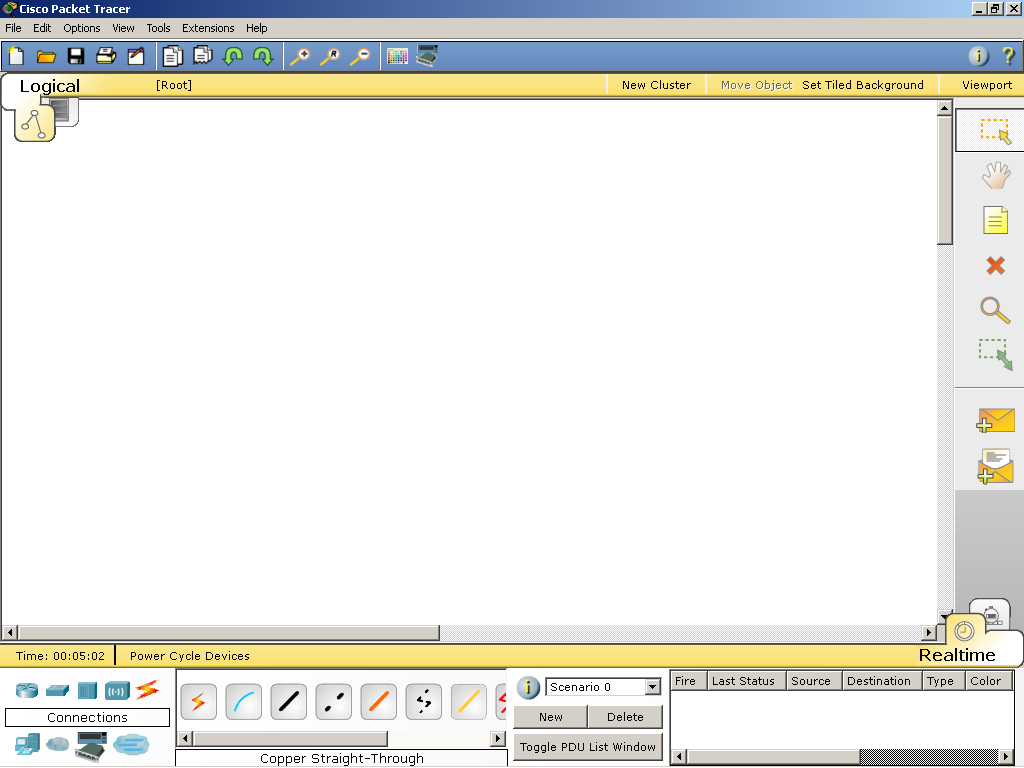 Cisco Packet Tracer
File Edit Options View Tools Extensions Help
Logical [Root] New Cluster Move Object Set Tiled Background Viewport
Time: 00:05:02 Power Cycle Devices Realtime
Connections
Copper Straight-Through
Scenario 0
New Delete
Toggle PDU List Window
Fire Last Status Source Destination Type Color